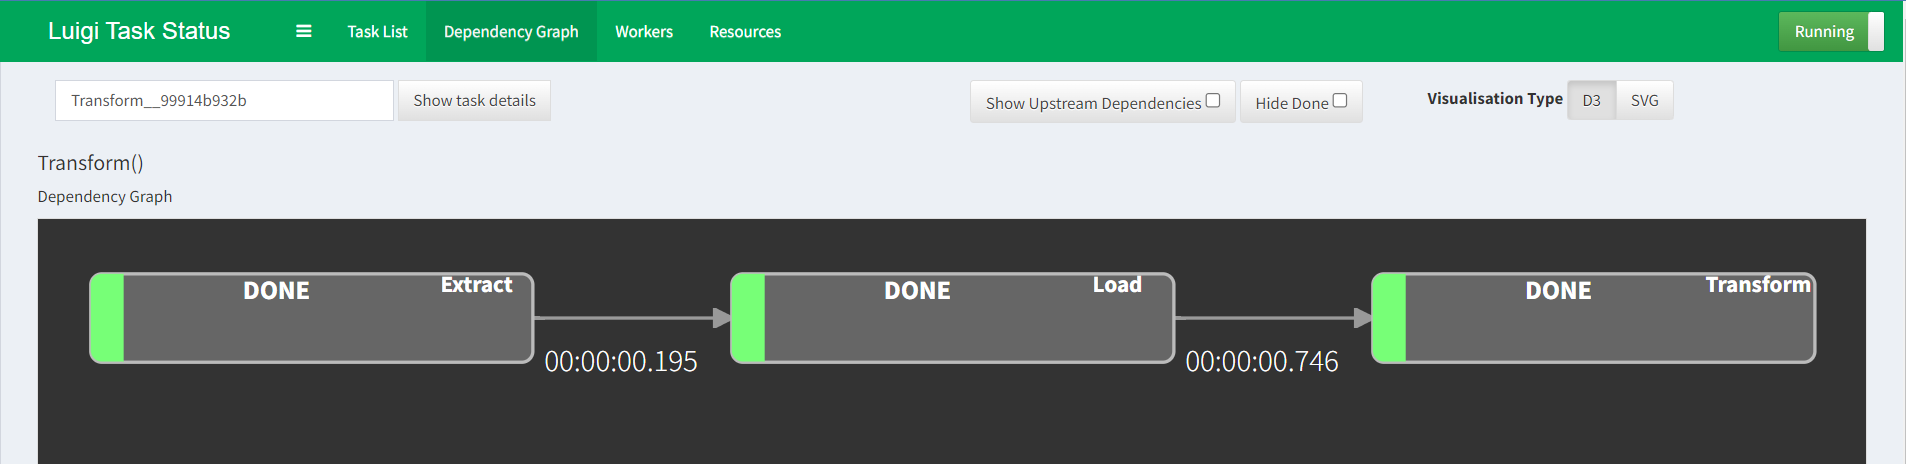 Luigi Task Status Task List Dependency Graph Workers Resources Running
Transform__99914b932b Show task details Show Upstream Dependencies Hide Done Visualisation Type D3 SVG
Transform()
Dependency Graph
DONE Extract DONE Load DONE Transform
00:00:00.195 00:00:00.746